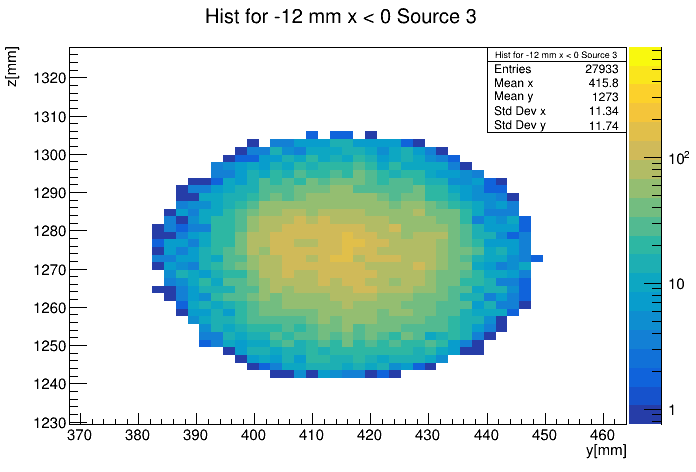 Hist for -12 mm x < 0 Source 3
z[mm]
Hist for -12 mm x < 0 Source 3
Entries 27933
Mean x 415.8
Mean y 1273
Std Dev x 11.34
Std Dev y 11.74
1320
1310
1300
1290
1280
1270
1260
1250
1240
1230
10²
10
1
370 380 390 400 410 420 430 440 450 460
y[mm]